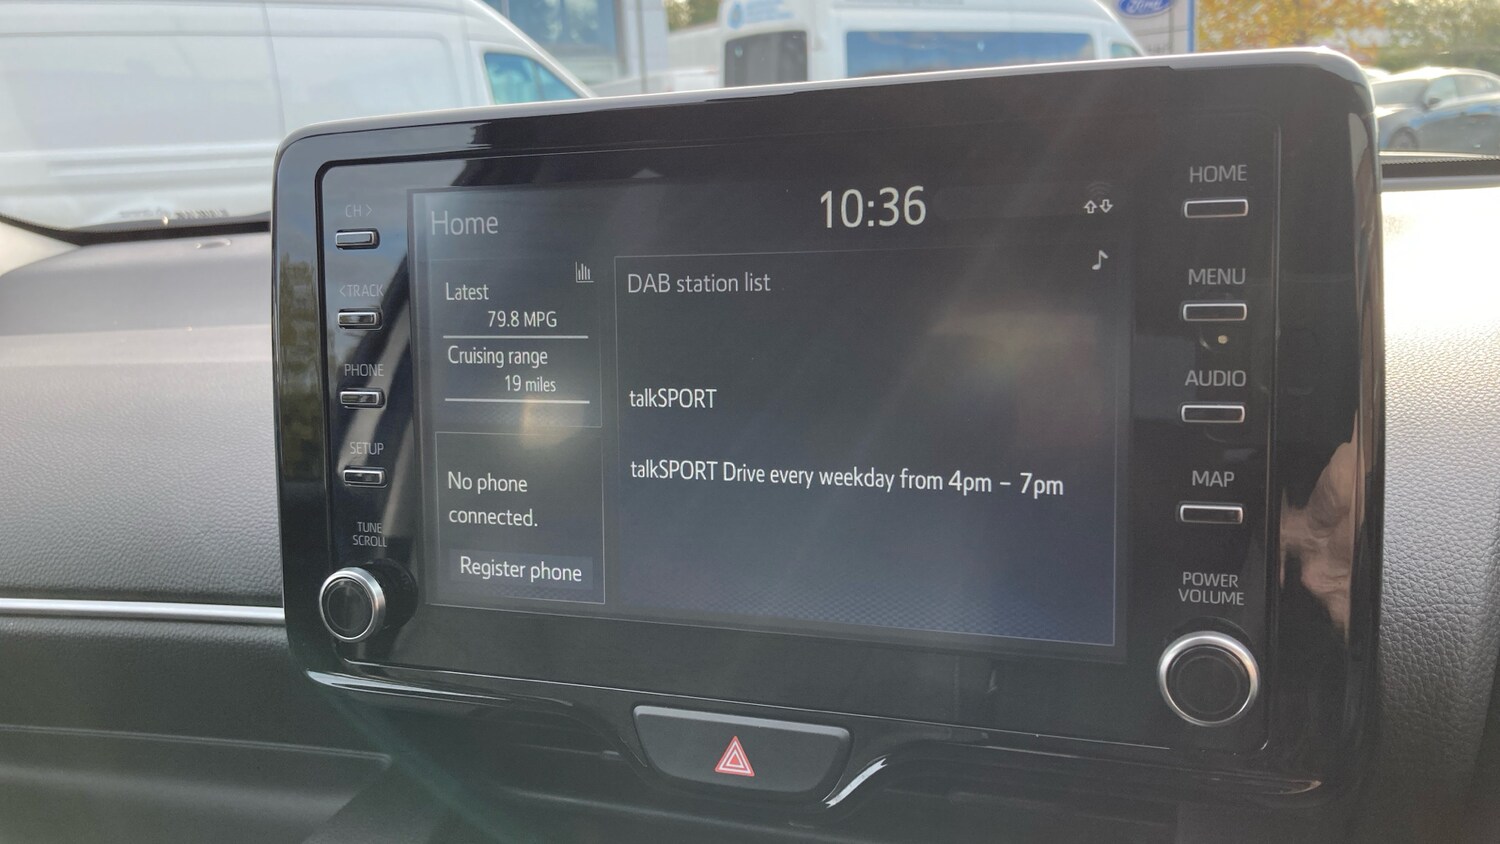 Ford
CH >
< TRACK
PHONE
SETUP
TUNE
SCROLL
Home
10:36
Latest
79.8 MPG
Cruising range
19 miles
No phone
connected.
Register phone
DAB station list
talkSPORT
talkSPORT Drive every weekday from 4pm – 7pm
HOME
MENU
AUDIO
MAP
POWER
VOLUME